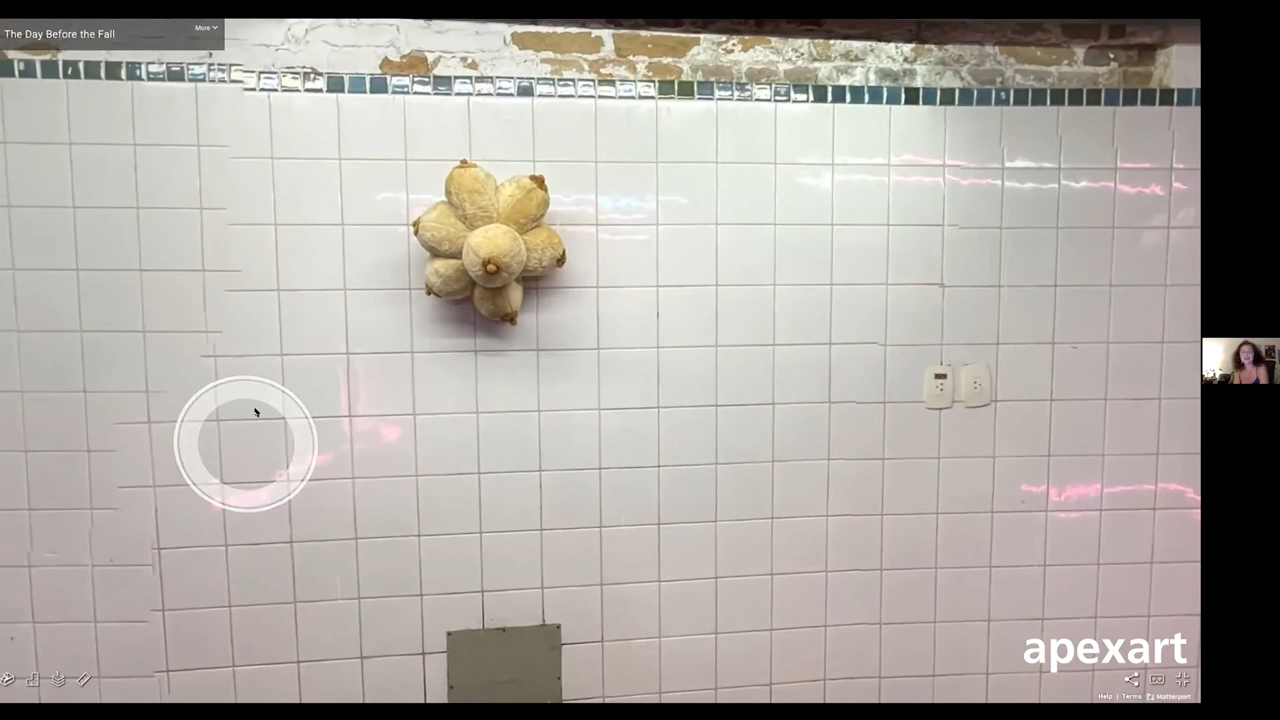 The Day Before the Fall
More
apexart
Help
Terms
Matterport